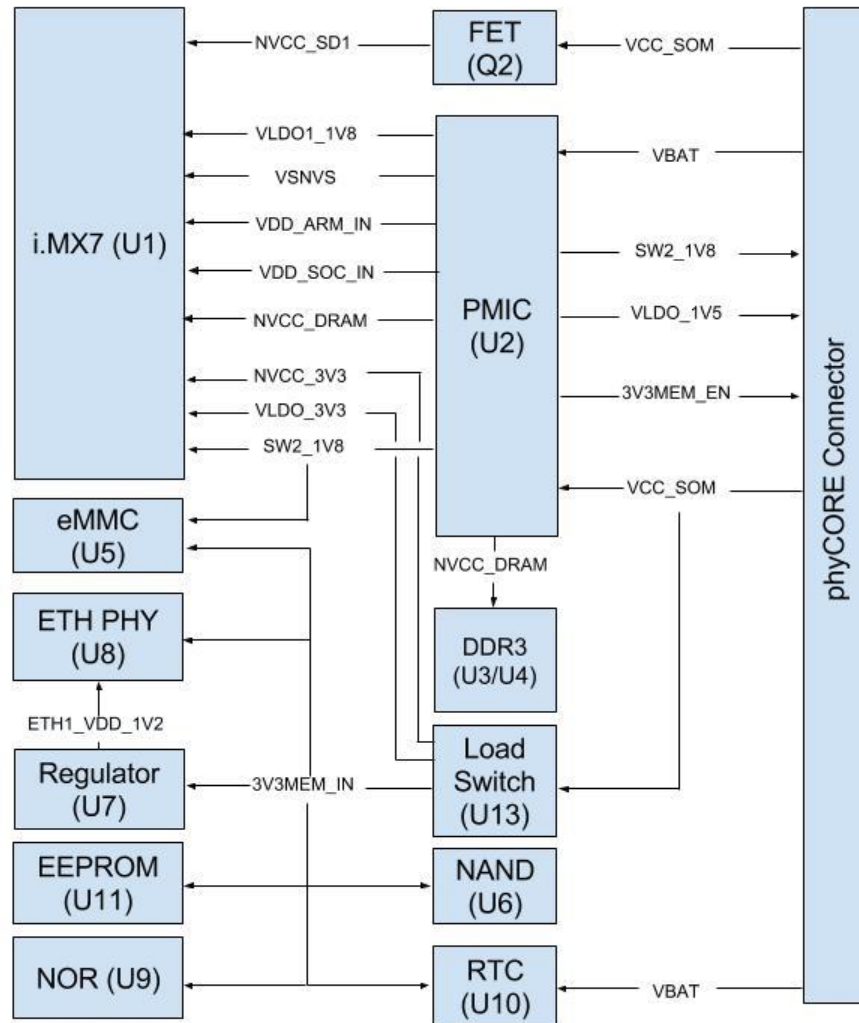 FET
(Q2)
NVCC_SD1
VCC_SOM
VLDO1_1V8
VBAT
VSNVS
i.MX7 (U1)
VDD_ARM_IN
SW2_1V8
VDD_SOC_IN
PMIC
(U2)
NVCC_DRAM
VLDO_1V5
NVCC_3V3
3V3MEM_EN
VLDO_3V3
SW2_1V8
VCC_SOM
phyCORE Connector
eMMC
(U5)
NVCC_DRAM
ETH PHY
(U8)
DDR3
(U3/U4)
ETH1_VDD_1V2
Regulator
(U7)
3V3MEM_IN
Load
Switch
(U13)
EEPROM
(U11)
NAND
(U6)
NOR (U9)
RTC
(U10)
VBAT